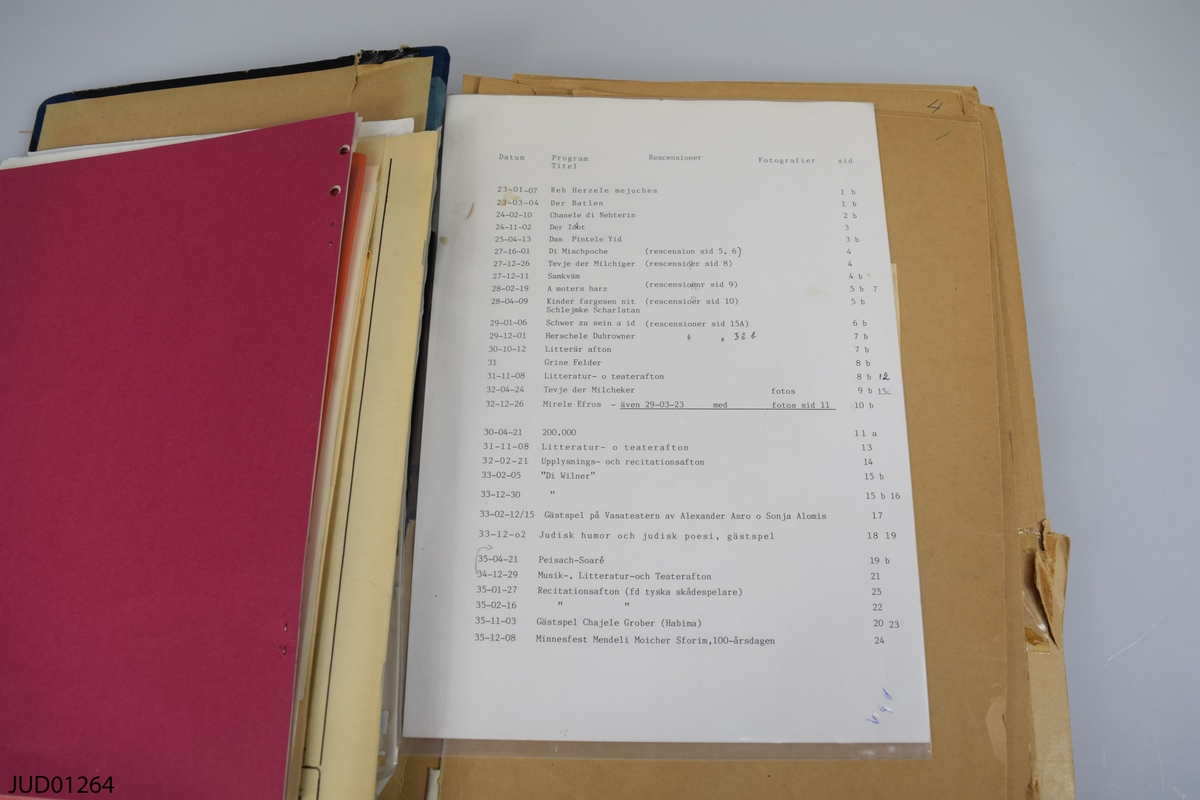 4
Datum Program Rescensioner Fotografier sid
Titel
23-01-07 Reb Herzele mejuches 1 b
23-03-04 Der Batlen 1 b
24-02-10 Chanele di Nehterin 2 b
24-11-02 Der 3
25-04-13 Das Pintele Yid 3 b
27-16-01 Di Mischpoche (rescension sid 5, 6) 4
27-12-26 Tevje der Milchiger (rescensioner sid 8) 4
27-12-11 Samkväm 4 b
28-02-19 A moters harz (rescensionr sid 9) 5 b 7
28-04-09 Kinder fargesen nit (rescensioner sid 10) 5 b
Schlejmke Scharlatan
29-01-06 Schwer zu sein a id (rescensioner sid 15A) 6 b
29-12-01 Herschele Dubrowner " " 32 b 7 b
30-10-12 Litterär afton 7 b
31 Grine Felder 8 b
31-11-08 Litteratur- o teaterafton 8 b 12
32-04-24 Tevje der Milcheker fotos 9 b 15c
32-12-26 Mirele Efros - även 29-03-23 med fotos sid 11 10 b
30-04-21 200.000 11 a
31-11-08 Litteratur- o teaterafton 13
32-02-21 Upplysnings- och recitationsafton 14
33-02-05 "Di Wilner" 15 b
33-12-30 " 15 b 16
33-02-12/15 Gästspel på Vasateatern av Alexander Asro o Sonja Alomis 17
33-12-o2 Judisk humor och judisk poesi, gästspel 18 19
35-04-21 Peisach-Soaré 19 b
34-12-29 Musik-, Litteratur-och Teaterafton 21
35-01-27 Recitationsafton (fd tyska skådespelare) 25
35-02-16 " " 22
35-11-03 Gästspel Chajele Grober (Habima) 20 23
35-12-08 Minnesfest Mendeli Moicher Sforim,100-årsdagen 24
JUD01264